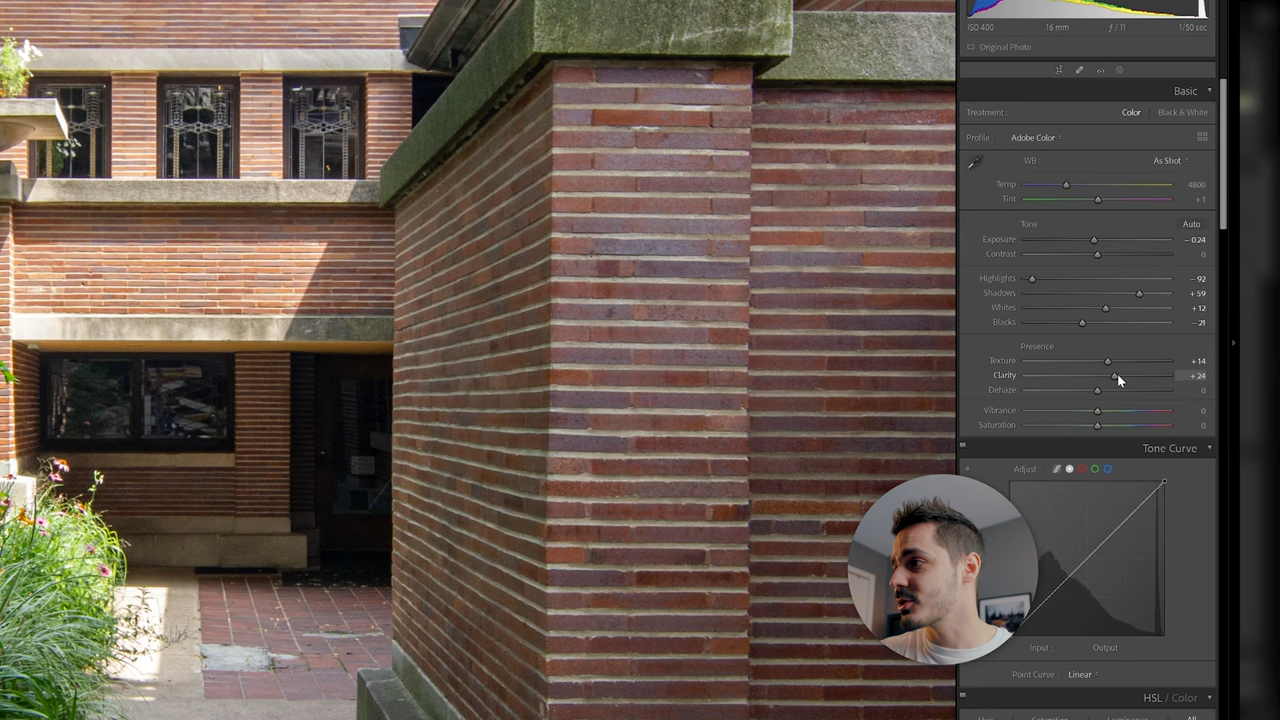 ISO 400 16 mm ƒ / 11 1/50 sec
Original Photo
Basic
Treatment : Color Black & White
Profile : Adobe Color
WB : As Shot
Temp 4800
Tint + 1
Tone Auto
Exposure − 0.24
Contrast 0
Highlights − 92
Shadows + 59
Whites + 12
Blacks − 21
Presence
Texture + 14
Clarity + 24
Dehaze 0
Vibrance 0
Saturation 0
Tone Curve
Adjust :
Input : Output :
Point Curve : Linear
HSL / Color
Hue Saturation Luminance All